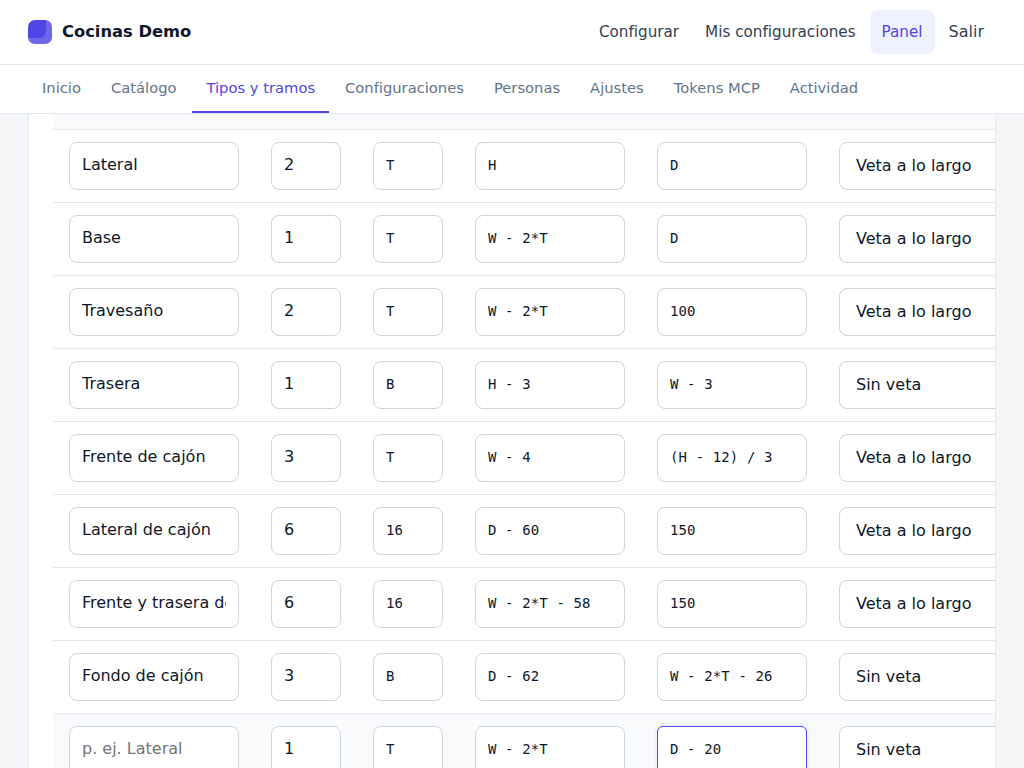 Cocinas Demo
Configurar Mis configuraciones Panel Salir
Inicio Catálogo Tipos y tramos Configuraciones Personas Ajustes Tokens MCP Actividad
Lateral 2 T H D Veta a lo largo
Base 1 T W - 2*T D Veta a lo largo
Travesaño 2 T W - 2*T 100 Veta a lo largo
Trasera 1 B H - 3 W - 3 Sin veta
Frente de cajón 3 T W - 4 (H - 12) / 3 Veta a lo largo
Lateral de cajón 6 16 D - 60 150 Veta a lo largo
Frente y trasera d 6 16 W - 2*T - 58 150 Veta a lo largo
Fondo de cajón 3 B D - 62 W - 2*T - 26 Sin veta
p. ej. Lateral 1 T W - 2*T D - 20 Sin veta